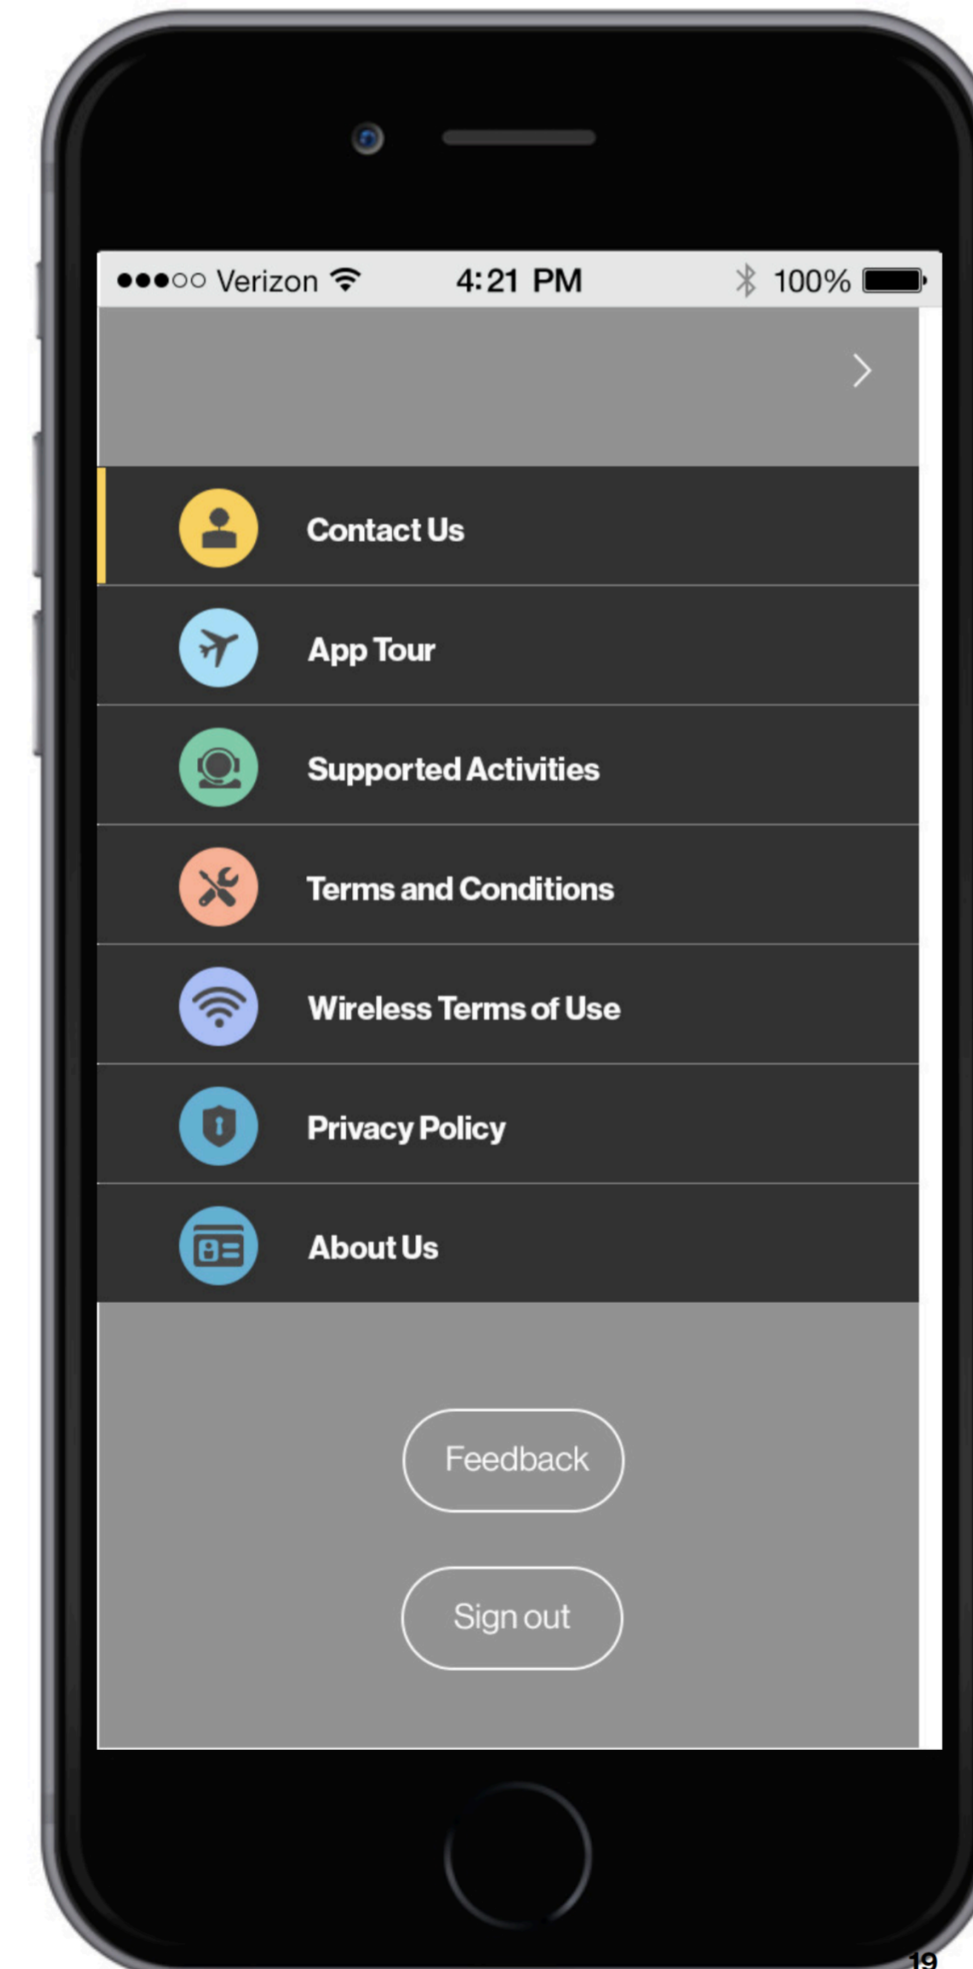 Verizon 4:21 PM 100%
Contact Us
App Tour
Supported Activities
Terms and Conditions
Wireless Terms of Use
Privacy Policy
About Us
Feedback
Sign out
19